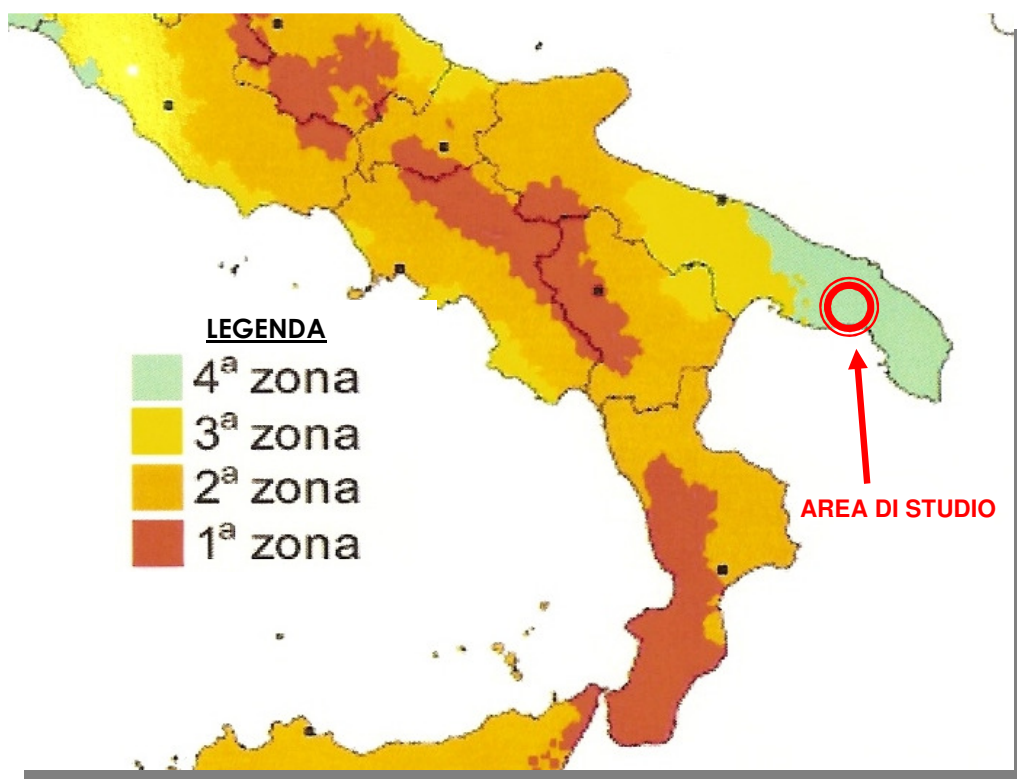 LEGENDA
4ª zona
3ª zona
2ª zona
1ª zona
AREA DI STUDIO